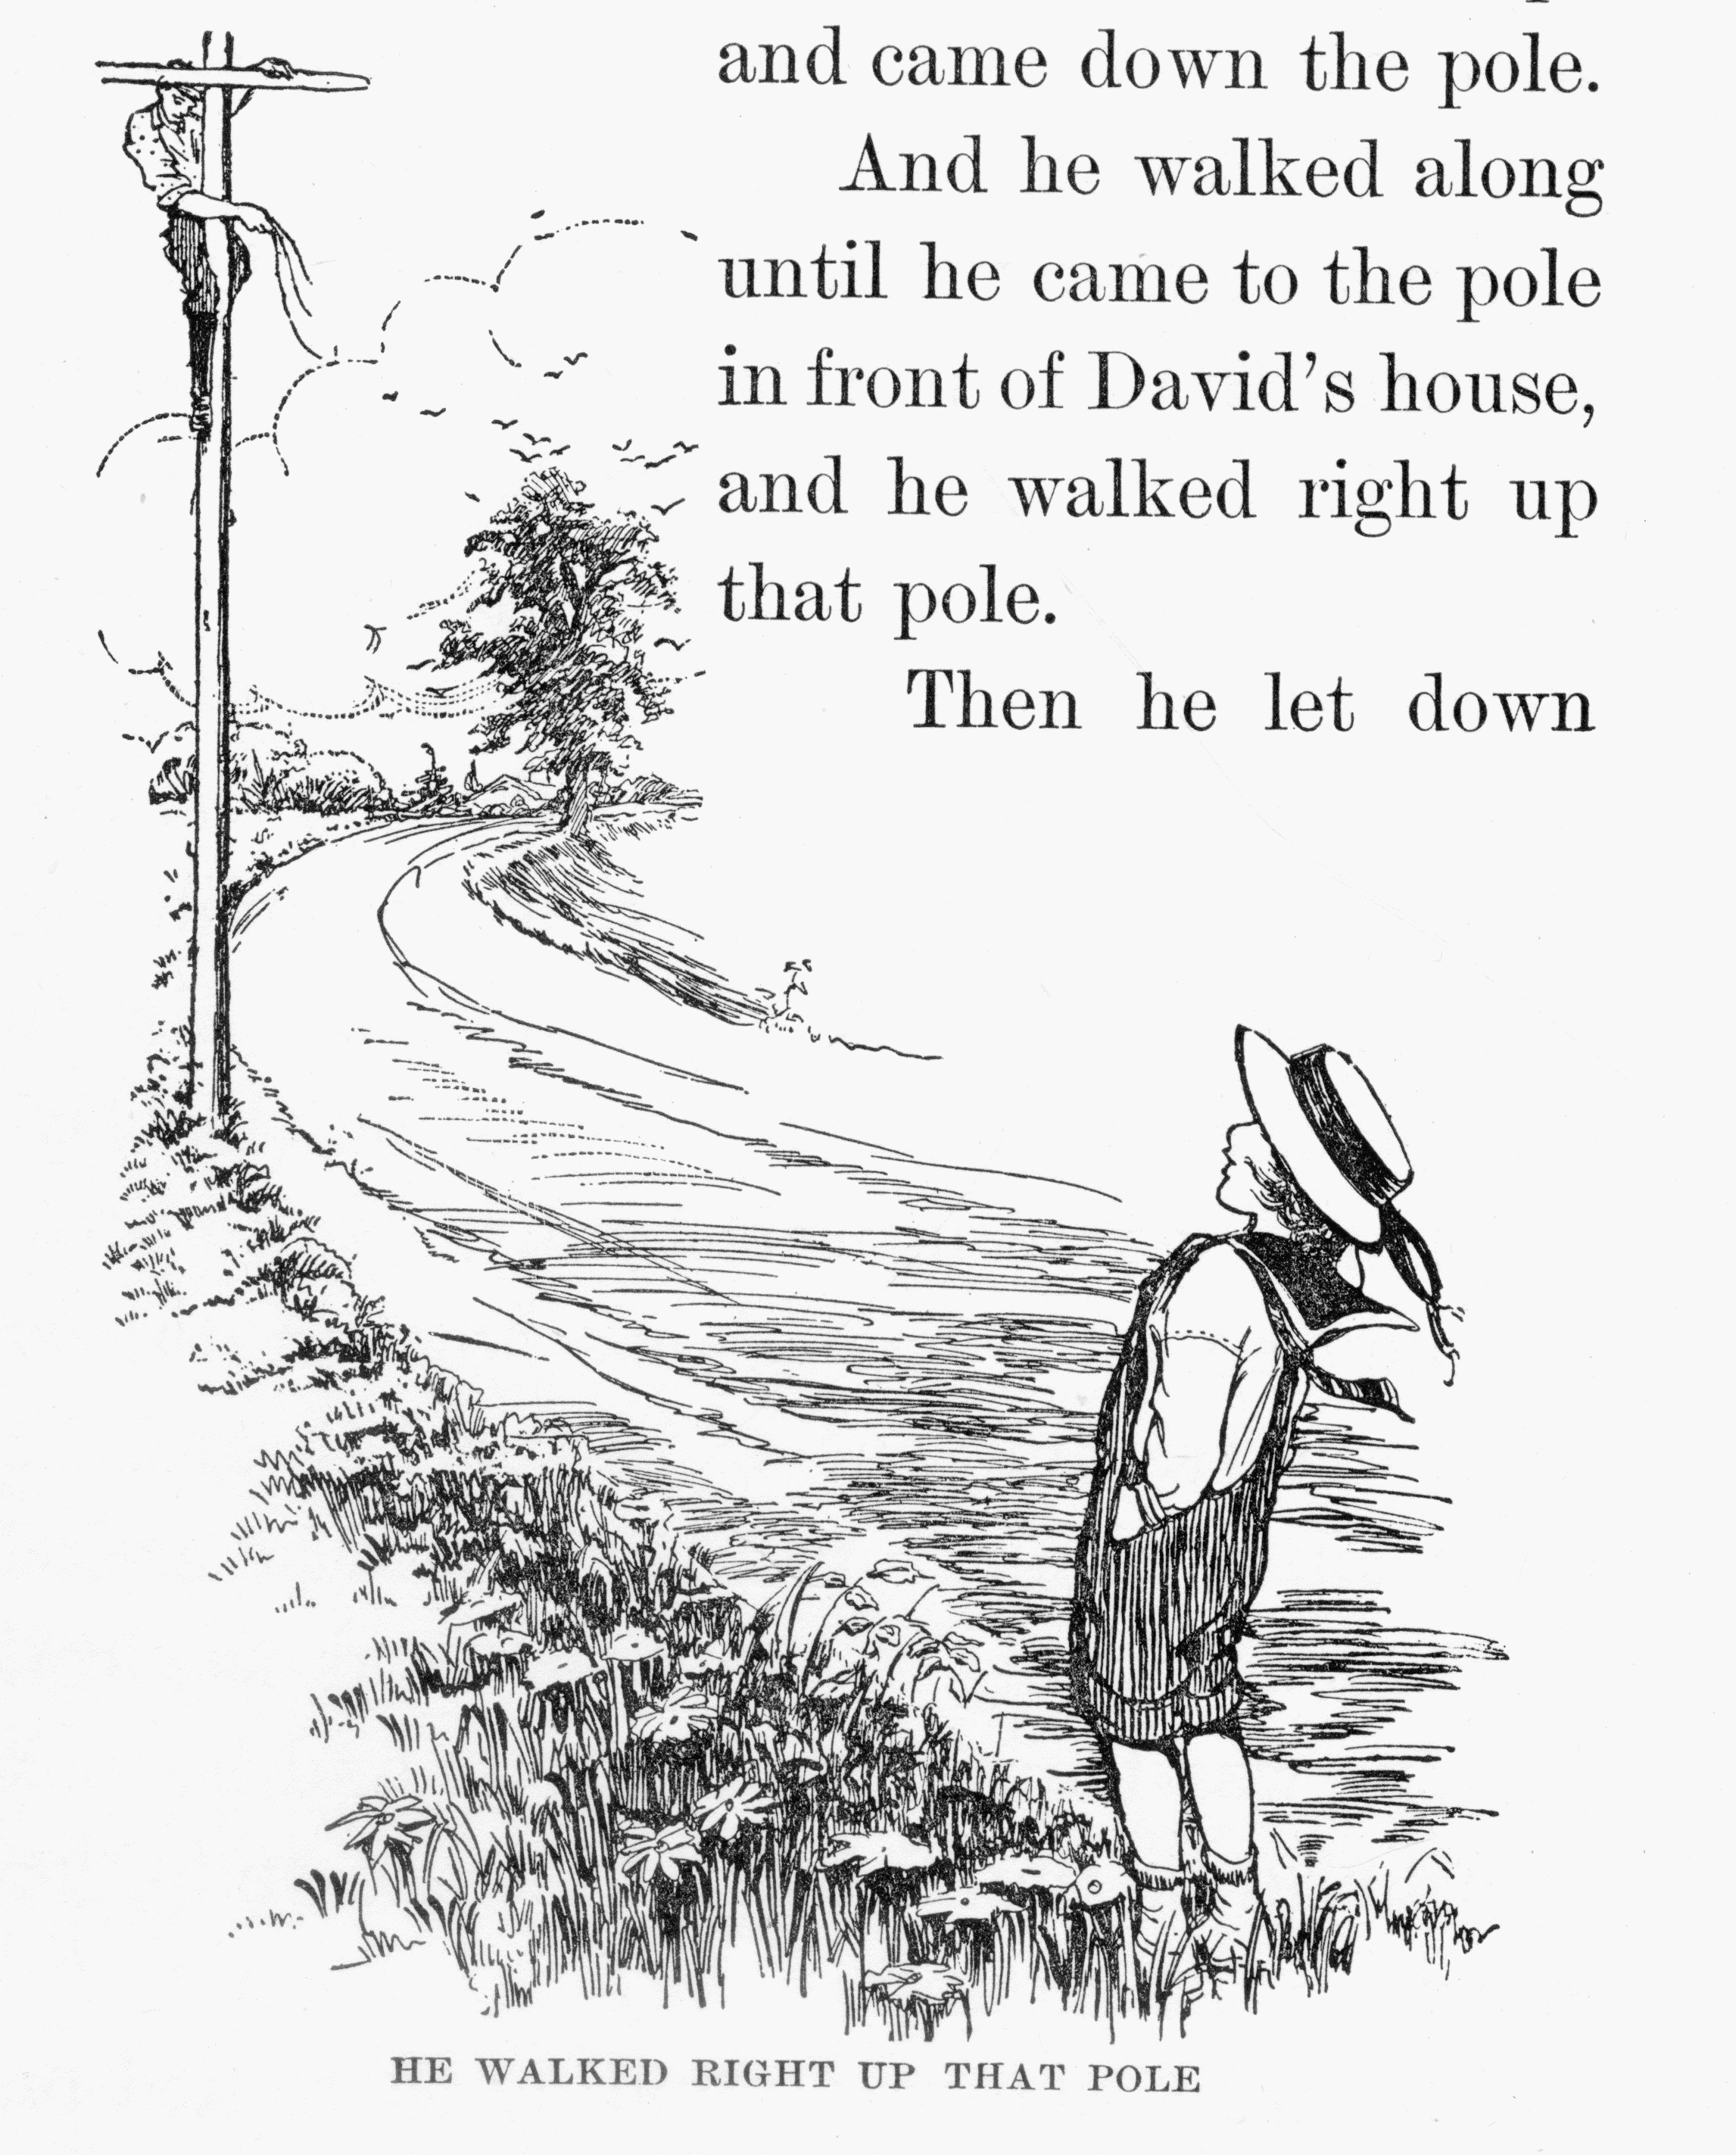 and came down the pole.
And he walked along
until he came to the pole
in front of David's house,
and he walked right up
that pole.
Then he let down
HE WALKED RIGHT UP THAT POLE